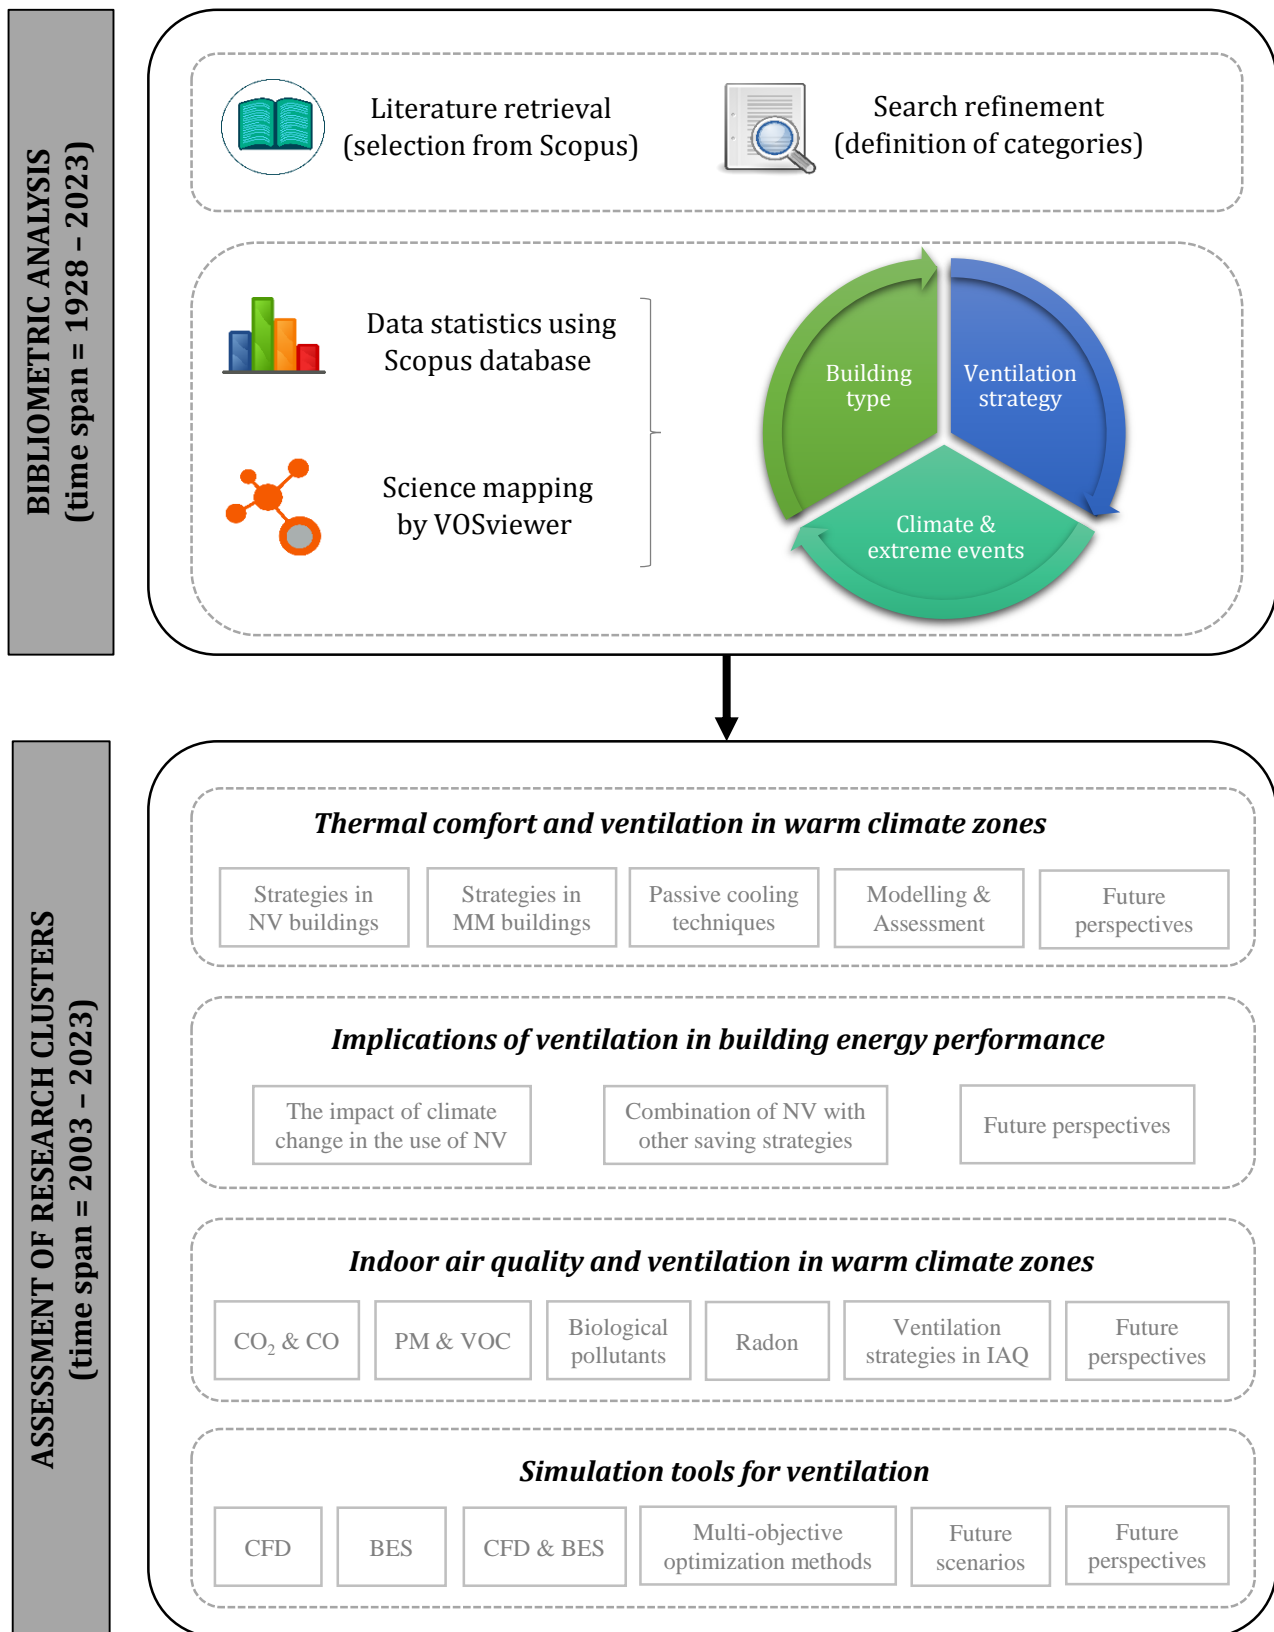 BIBLIOMETRIC ANALYSIS
(time span = 1928 – 2023)
Literature retrieval
(selection from Scopus)
Search refinement
(definition of categories)
Data statistics using
Scopus database
Science mapping
by VOSviewer
Building
type
Ventilation
strategy
Climate &
extreme events
ASSESSMENT OF RESEARCH CLUSTERS
(time span = 2003 – 2023)
Thermal comfort and ventilation in warm climate zones
Strategies in
NV buildings
Strategies in
MM buildings
Passive cooling
techniques
Modelling &
Assessment
Future
perspectives
Implications of ventilation in building energy performance
The impact of climate
change in the use of NV
Combination of NV with
other saving strategies
Future perspectives
Indoor air quality and ventilation in warm climate zones
CO₂ & CO
PM & VOC
Biological
pollutants
Radon
Ventilation
strategies in IAQ
Future
perspectives
Simulation tools for ventilation
CFD
BES
CFD & BES
Multi-objective
optimization methods
Future
scenarios
Future
perspectives